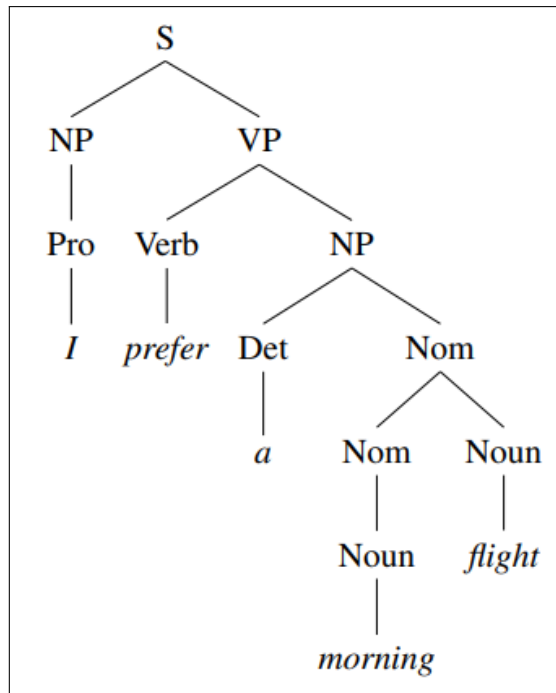 S
NP VP
Pro Verb NP
I prefer Det Nom
a Nom Noun
Noun flight
morning